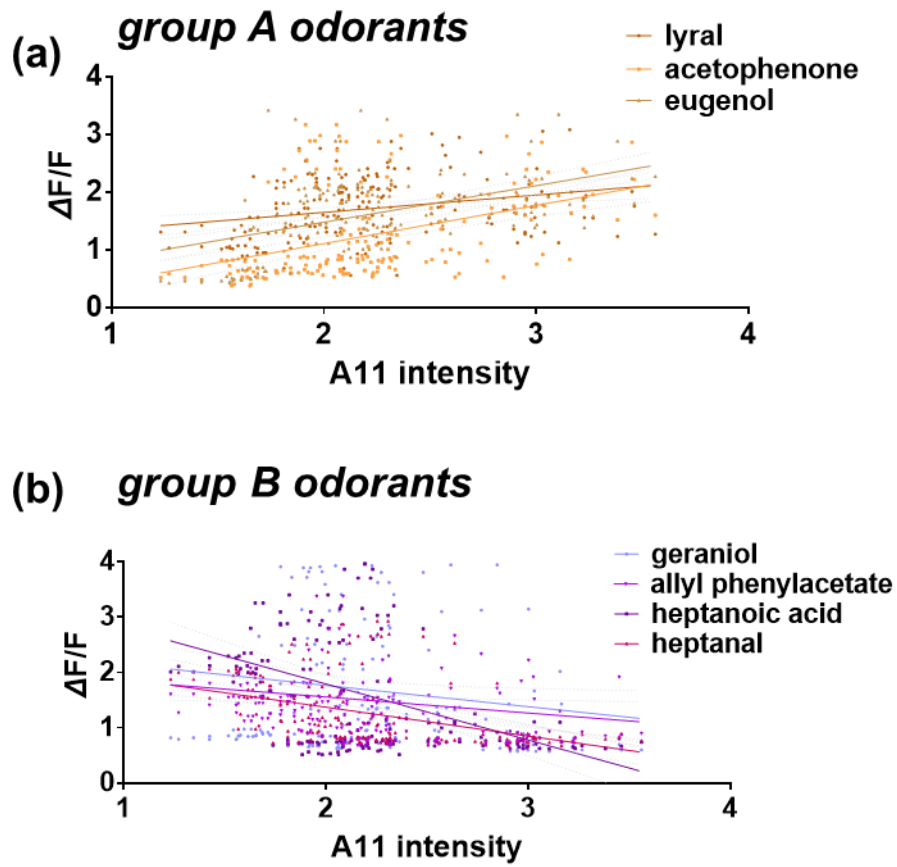 (a) group A odorants
lyral
acetophenone
eugenol
4
3
2
1
0
ΔF/F
1 2 3 4
A11 intensity
(b) group B odorants
geraniol
allyl phenylacetate
heptanoic acid
heptanal
4
3
2
1
0
ΔF/F
1 2 3 4
A11 intensity